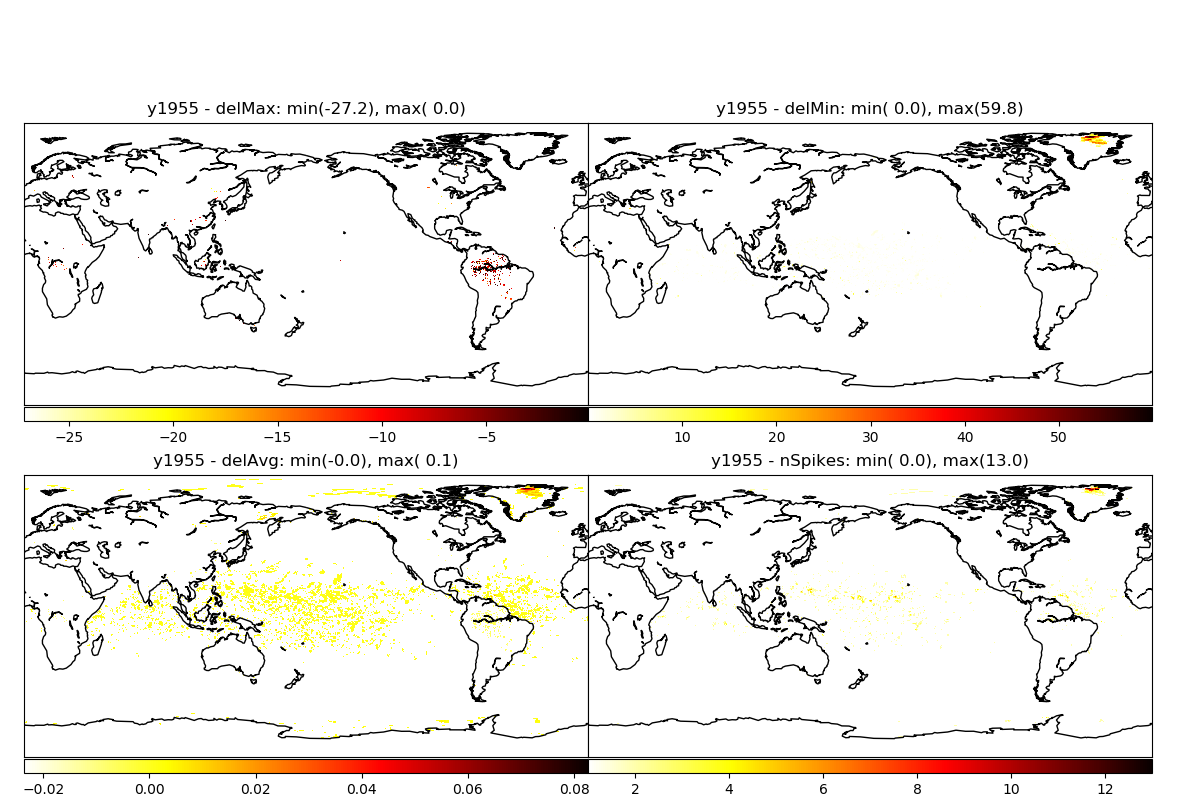 y1955 - delMax: min(-27.2), max( 0.0)
y1955 - delMin: min( 0.0), max(59.8)
−25 −20 −15 −10 −5
10 20 30 40 50
y1955 - delAvg: min(-0.0), max( 0.1)
y1955 - nSpikes: min( 0.0), max(13.0)
−0.02 0.00 0.02 0.04 0.06 0.08
2 4 6 8 10 12